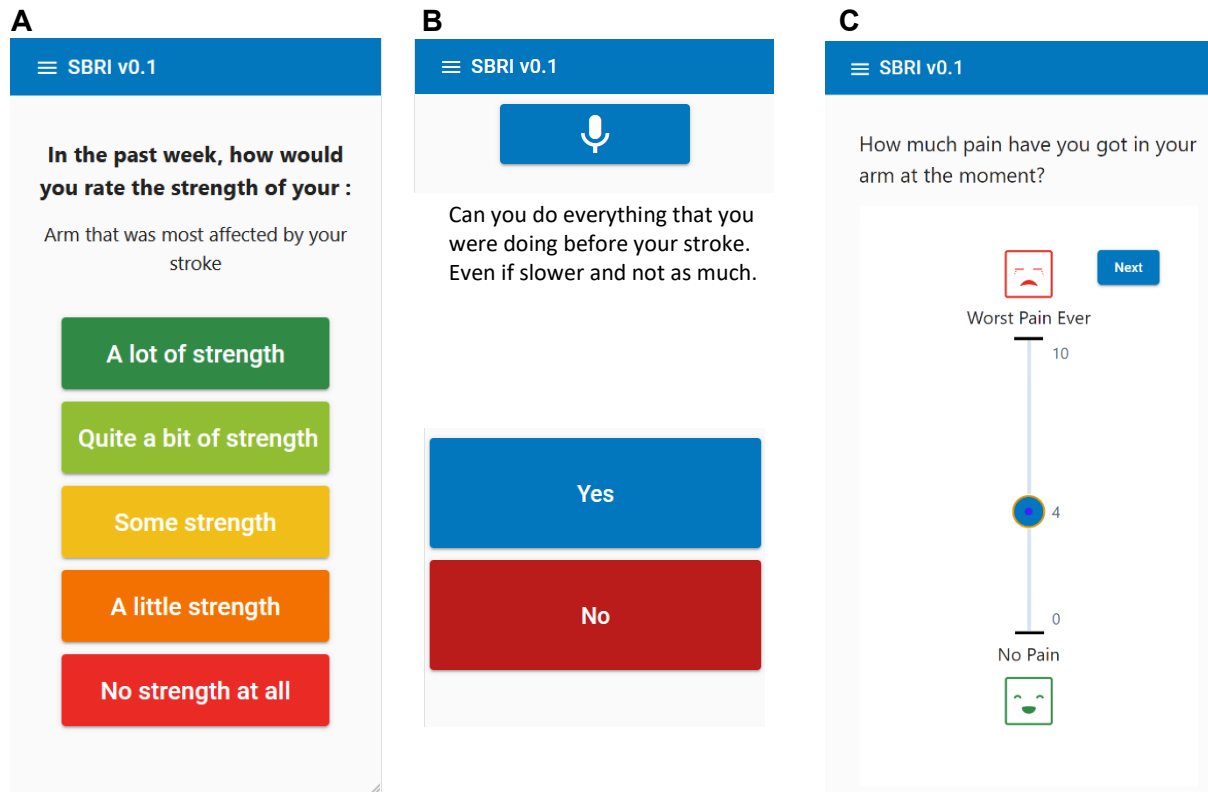 A
SBRI v0.1
In the past week, how would
you rate the strength of your :
Arm that was most affected by your
stroke
A lot of strength
Quite a bit of strength
Some strength
A little strength
No strength at all
B
SBRI v0.1
Can you do everything that you
were doing before your stroke.
Even if slower and not as much.
Yes
No
C
SBRI v0.1
How much pain have you got in your
arm at the moment?
Next
Worst Pain Ever
10
4
0
No Pain